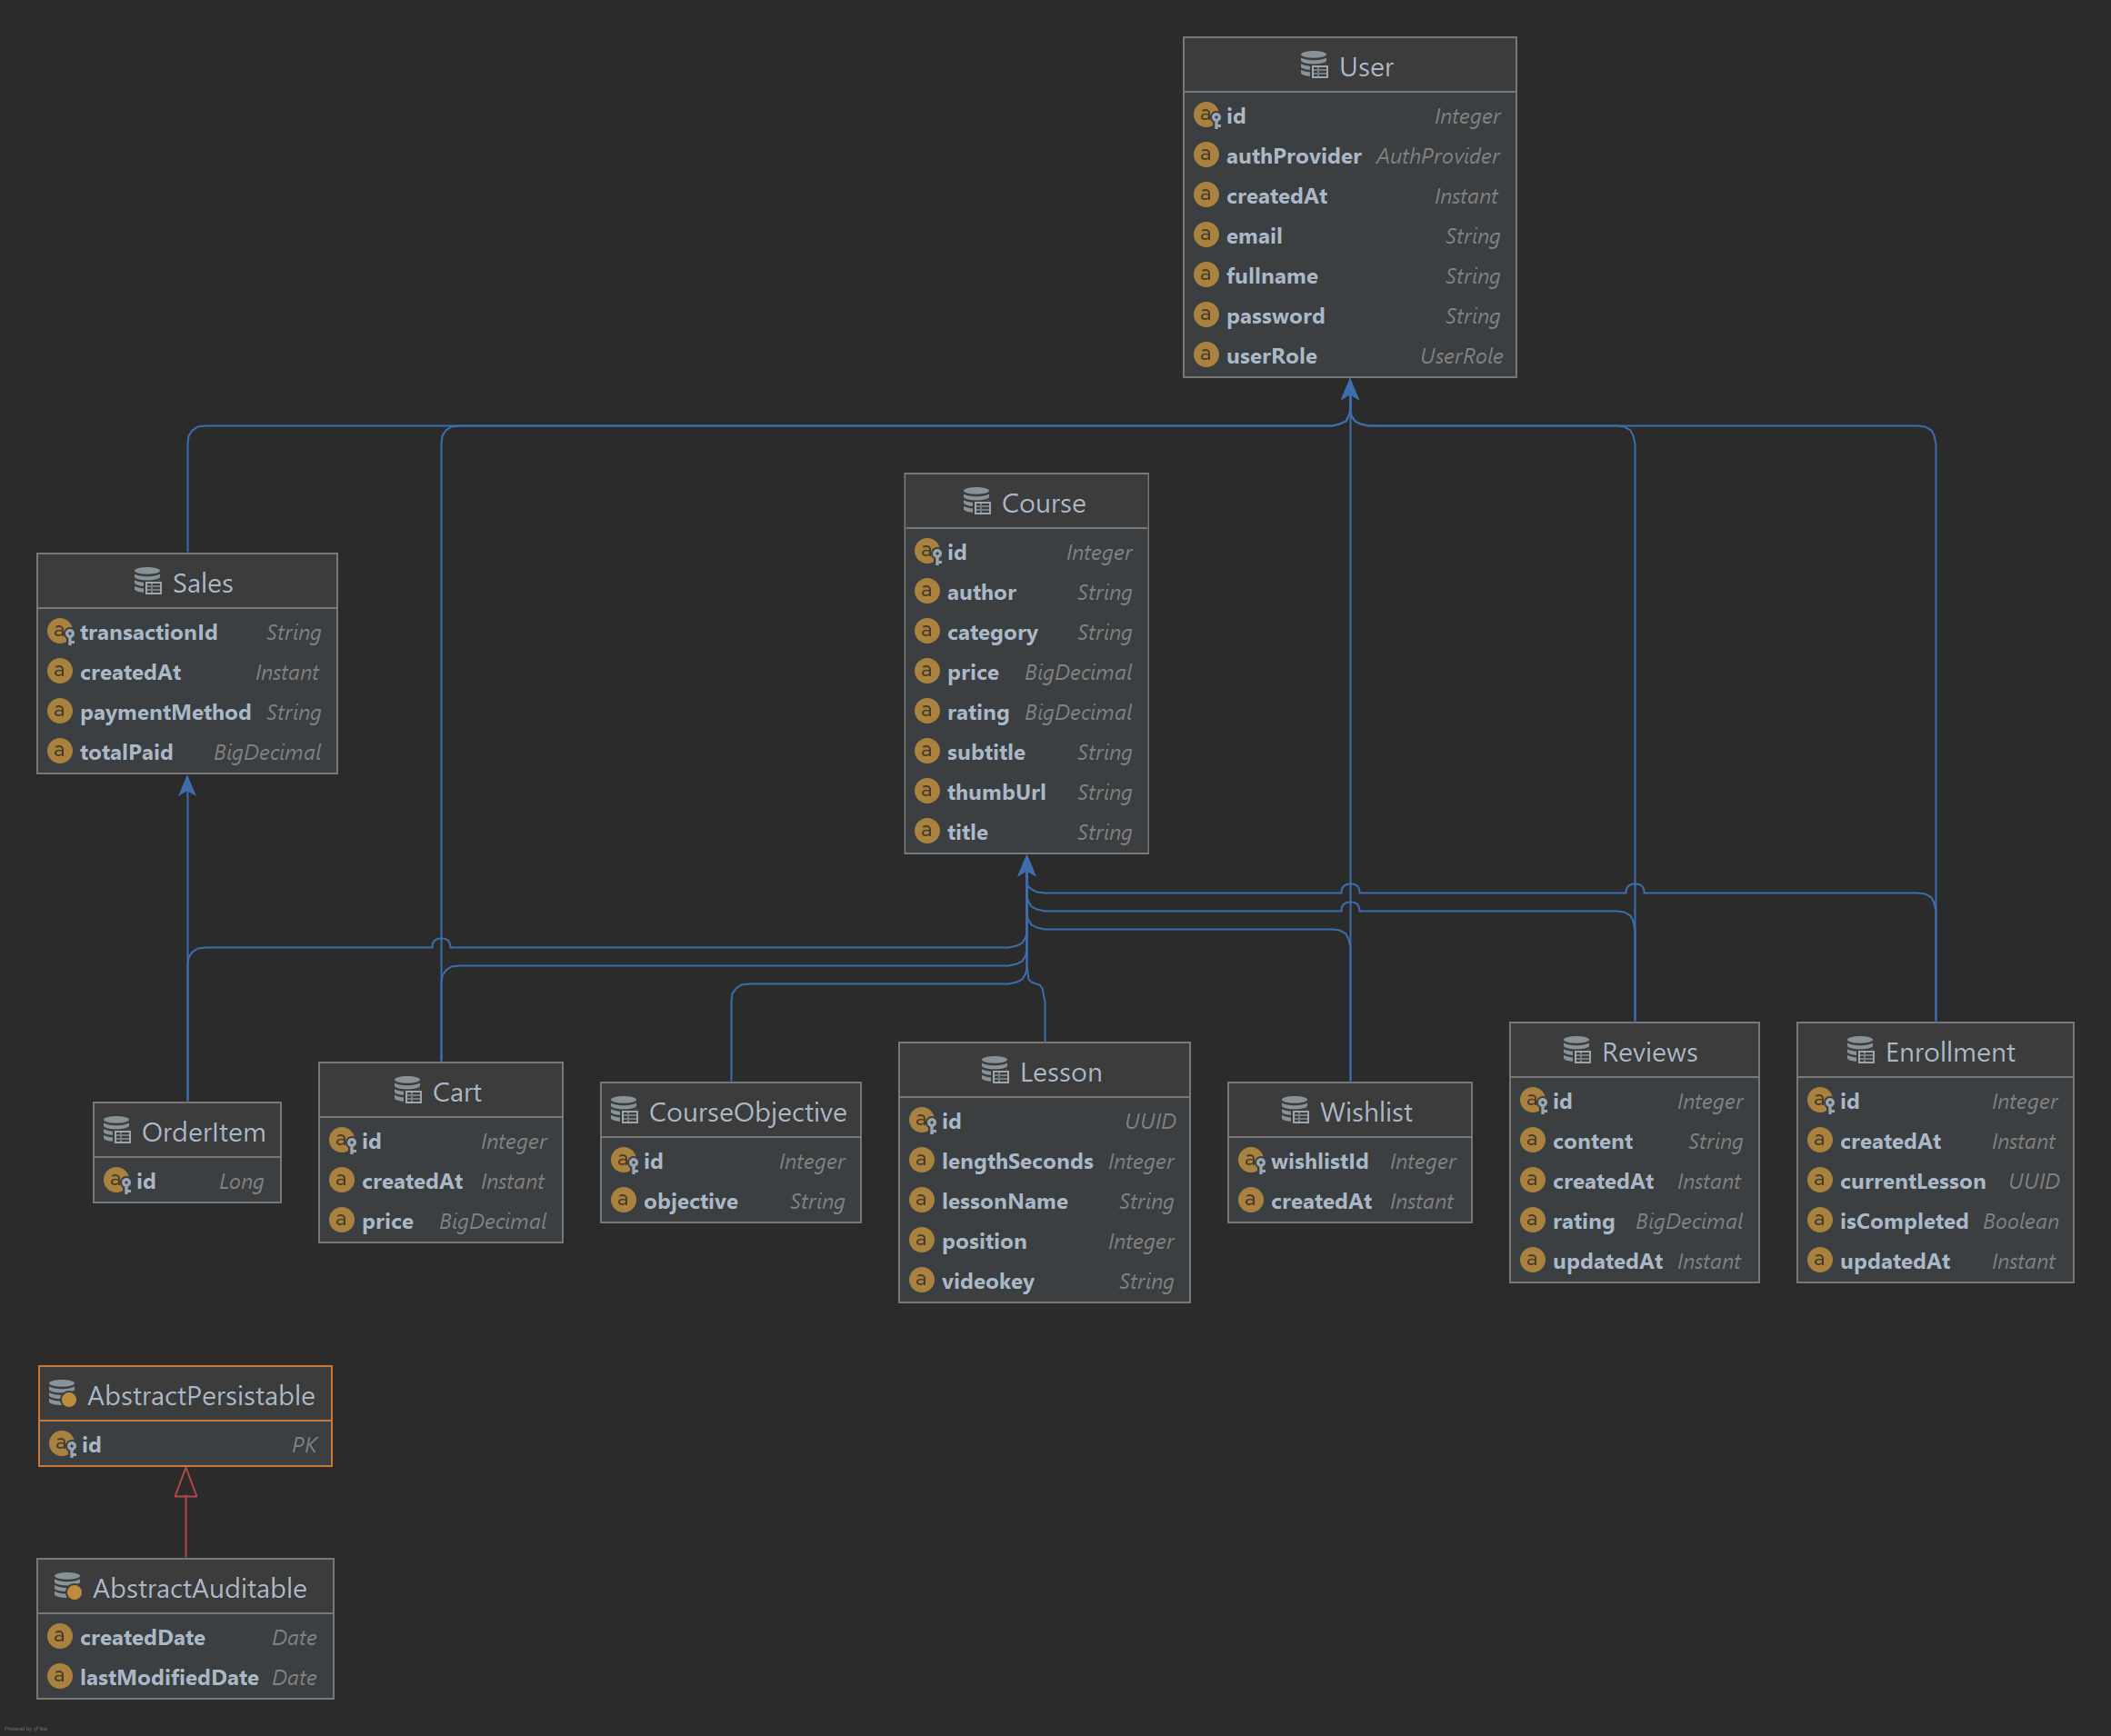 User
id Integer
authProvider AuthProvider
createdAt Instant
email String
fullname String
password String
userRole UserRole
Course
id Integer
author String
category String
price BigDecimal
rating BigDecimal
subtitle String
thumbUrl String
title String
Sales
transactionId String
createdAt Instant
paymentMethod String
totalPaid BigDecimal
OrderItem
id Long
Cart
id Integer
createdAt Instant
price BigDecimal
CourseObjective
id Integer
objective String
Lesson
id UUID
lengthSeconds Integer
lessonName String
position Integer
videokey String
Wishlist
wishlistId Integer
createdAt Instant
Reviews
id Integer
content String
createdAt Instant
rating BigDecimal
updatedAt Instant
Enrollment
id Integer
createdAt Instant
currentLesson UUID
isCompleted Boolean
updatedAt Instant
AbstractPersistable
id PK
AbstractAuditable
createdDate Date
lastModifiedDate Date
Powered by yFiles